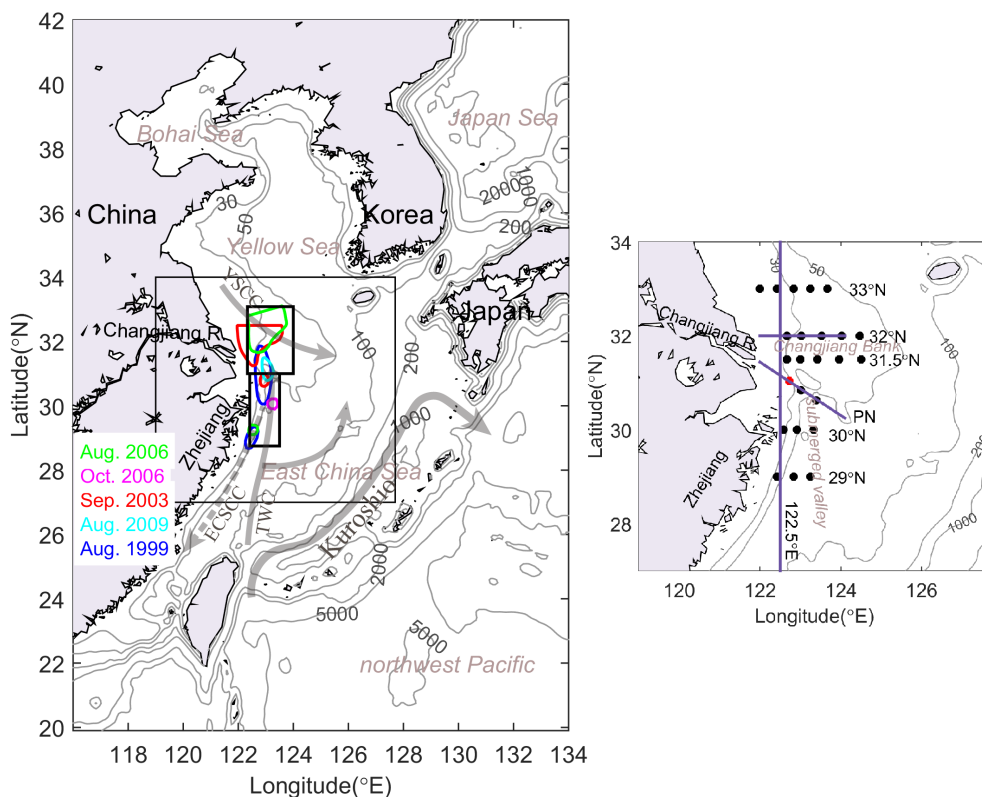 42
40
38
36
34
32
30
28
26
24
22
20
Latitude(°N)
118
120
122
124
126
128
130
132
134
Longitude(°E)
Bohai Sea
Japan Sea
China
Korea
Yellow Sea
Japan
Changjiang R.
Zhejiang
East China Sea
northwest Pacific
YSCC
ECSCC
TWC
Kuroshio
30
50
100
200
1000
2000
5000
5000
2000
1000
200
Aug. 2006
Oct. 2006
Sep. 2003
Aug. 2009
Aug. 1999
34
32
30
28
Latitude(°N)
120
122
124
126
Longitude(°E)
30
50
33°N
Changjiang R.
32°N
Changjiang Bank
31.5°N
100
PN
30°N
submerged valley
Zhejiang
29°N
122.5°E
1000